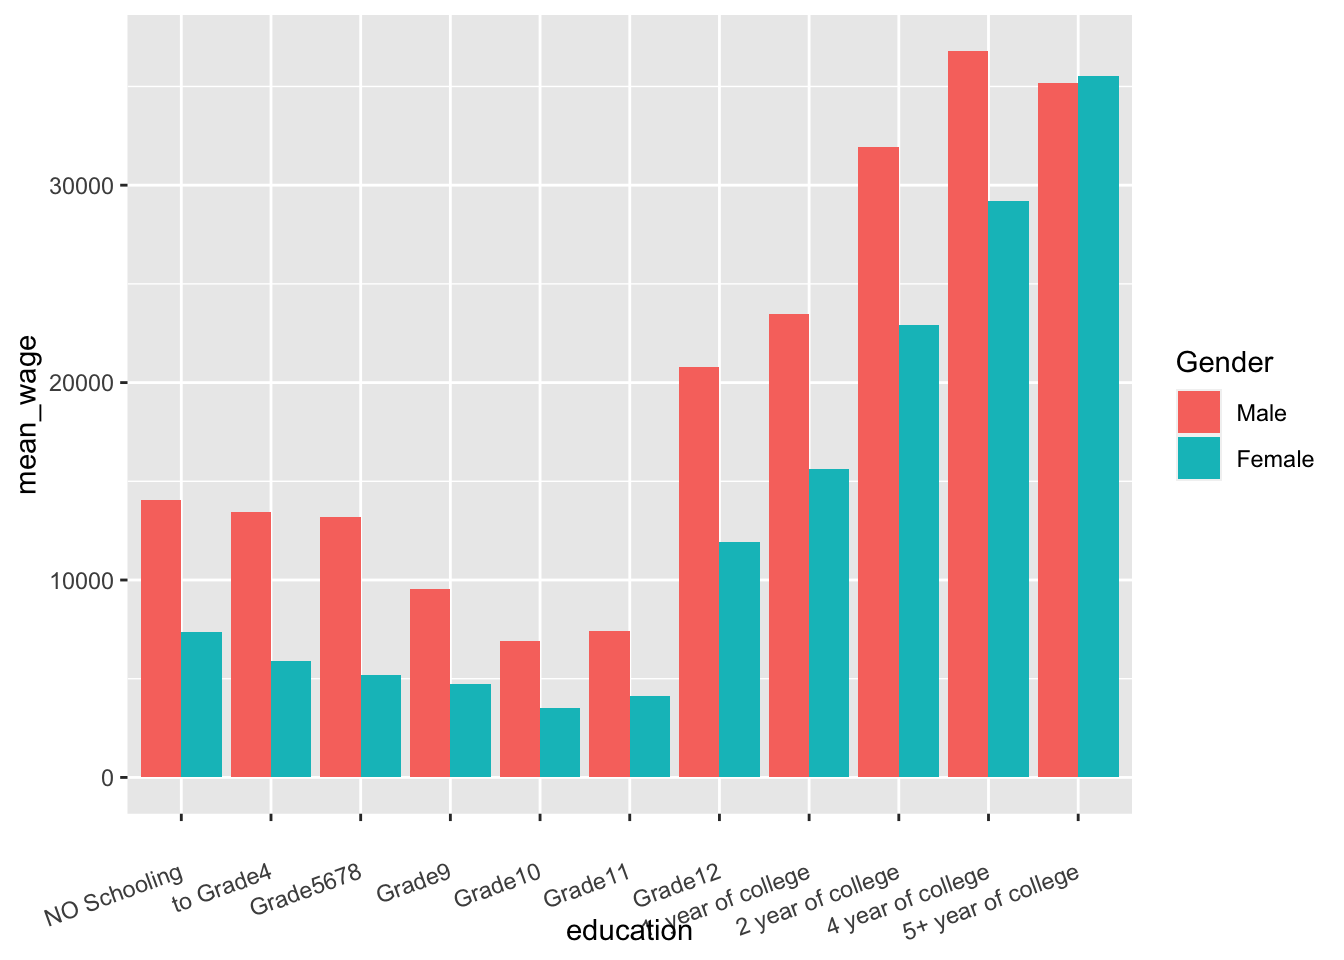 mean_wage
30000
20000
10000
0
NO Schooling
to Grade4
Grade5678
Grade9
Grade10
Grade11
Grade12
year of college
2 year of college
4 year of college
5+ year of college
education
Gender
Male
Female